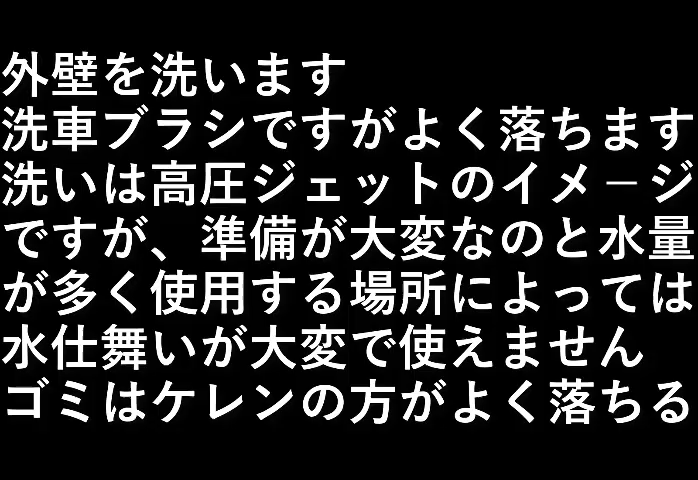 外壁を洗います
洗車ブラシですがよく落ちます
洗いは高圧ジェットのイメージ
ですが、準備が大変なのと水量
が多く使用する場所によっては
水仕舞いが大変で使えません
ゴミはケレンの方がよく落ちる